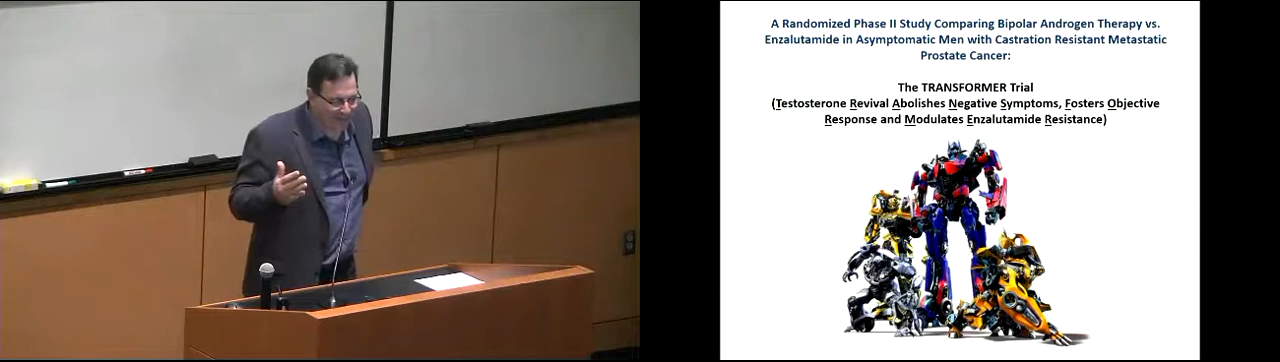 A Randomized Phase II Study Comparing Bipolar Androgen Therapy vs.
Enzalutamide in Asymptomatic Men with Castration Resistant Metastatic
Prostate Cancer:
The TRANSFORMER Trial
(Testosterone Revival Abolishes Negative Symptoms, Fosters Objective
Response and Modulates Enzalutamide Resistance)